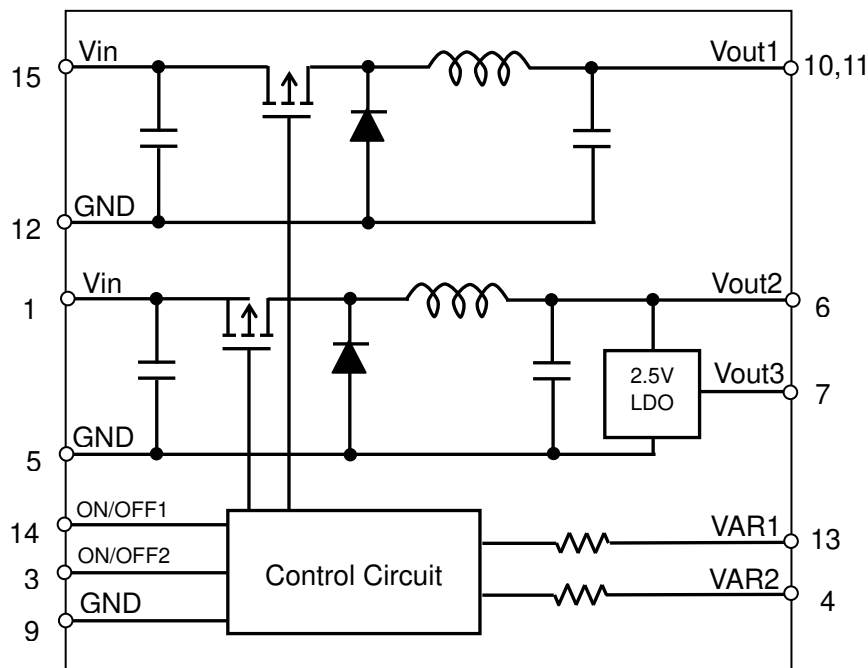 Vin
Vout1
15
10,11
GND
12
Vin
Vout2
1
6
2.5V
LDO
Vout3
7
GND
5
ON/OFF1
14
VAR1
13
ON/OFF2
3
Control Circuit
VAR2
4
GND
9